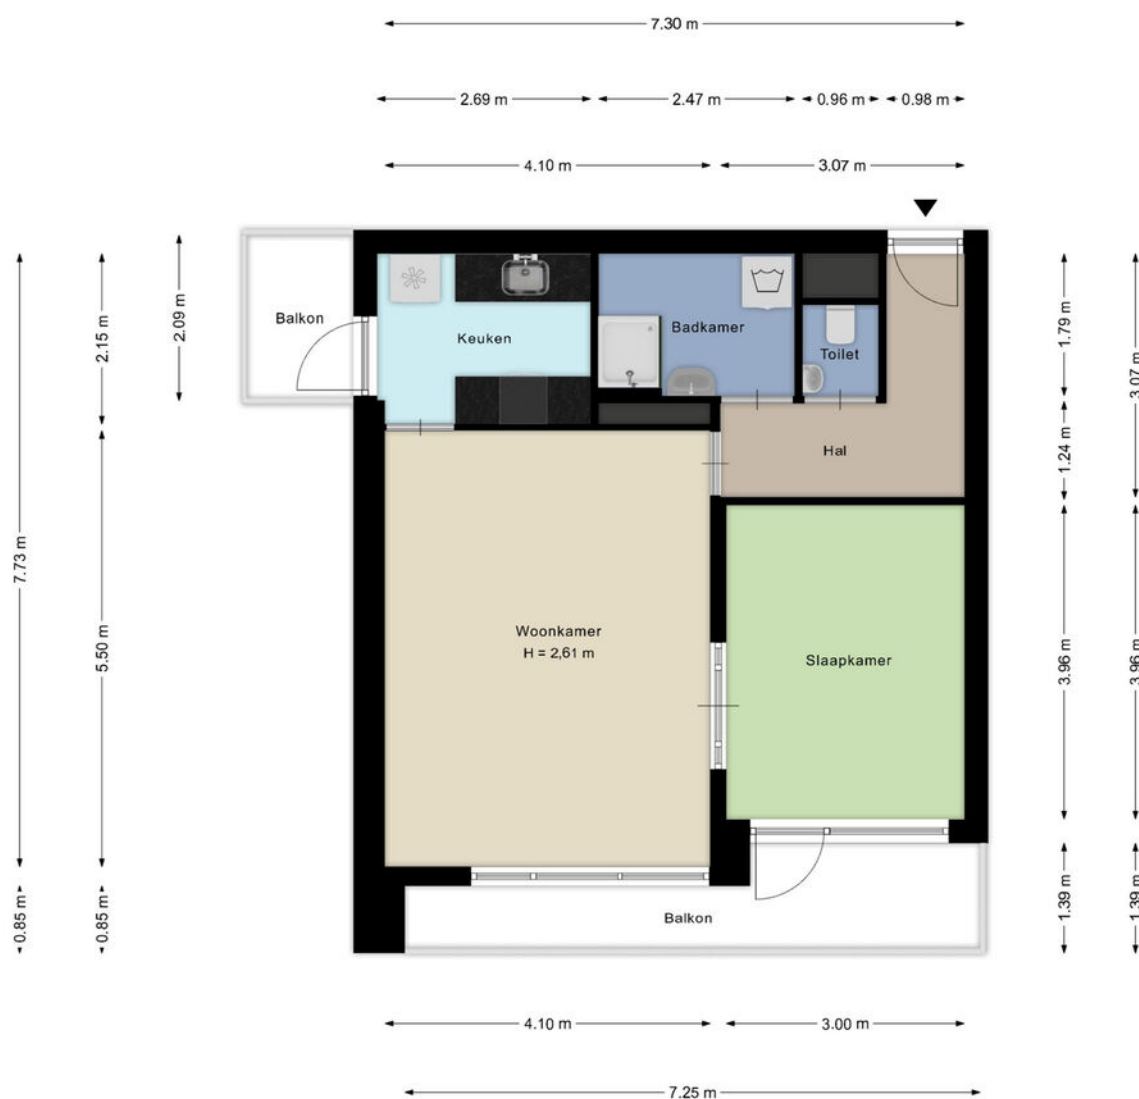 7.30 m
2.69 m
2.47 m
0.96 m
0.98 m
4.10 m
3.07 m
2.09 m
2.15 m
7.73 m
5.50 m
0.85 m
0.85 m
Balkon
Keuken
Badkamer
Toilet
Hal
Woonkamer
H = 2,61 m
Slaapkamer
Balkon
1.79 m
3.07 m
1.24 m
3.96 m
3.96 m
1.39 m
1.39 m
4.10 m
3.00 m
7.25 m